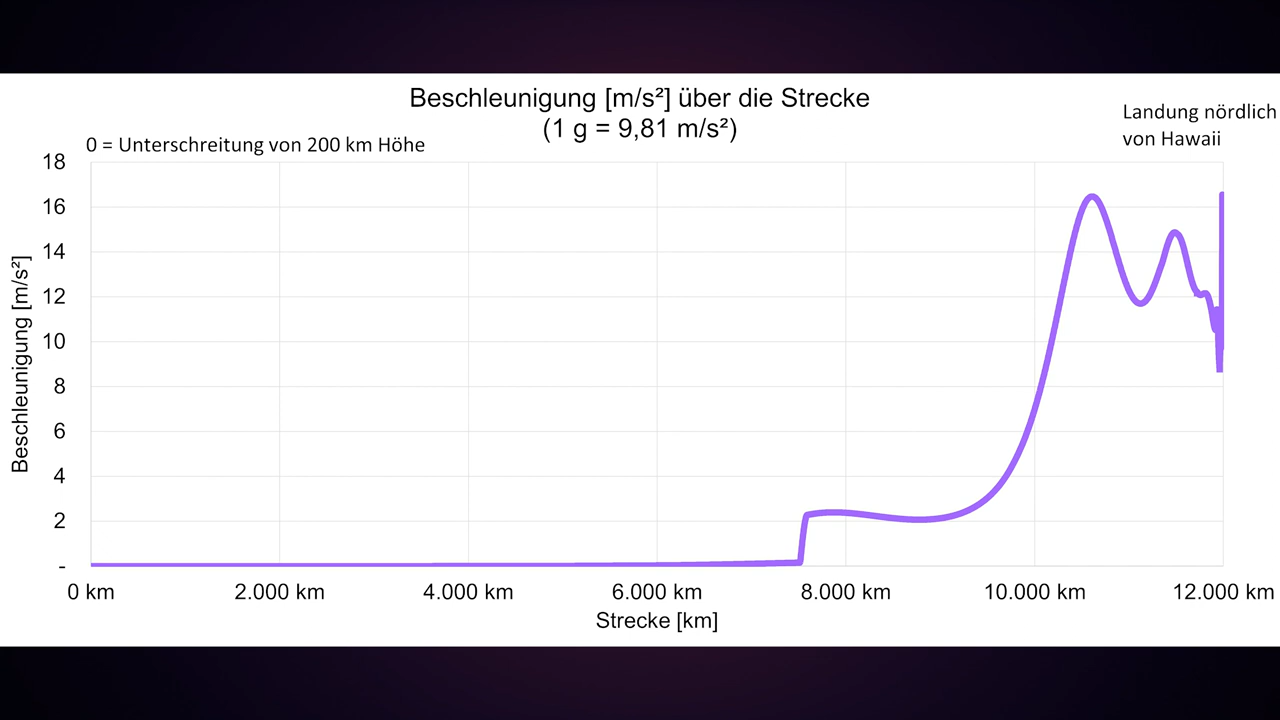 Beschleunigung [m/s²] über die Strecke
(1 g = 9,81 m/s²)
Landung nördlich
von Hawaii
0 = Unterschreitung von 200 km Höhe
18
16
14
12
10
8
6
4
2
-
Beschleunigung [m/s²]
0 km 2.000 km 4.000 km 6.000 km 8.000 km 10.000 km 12.000 km
Strecke [km]